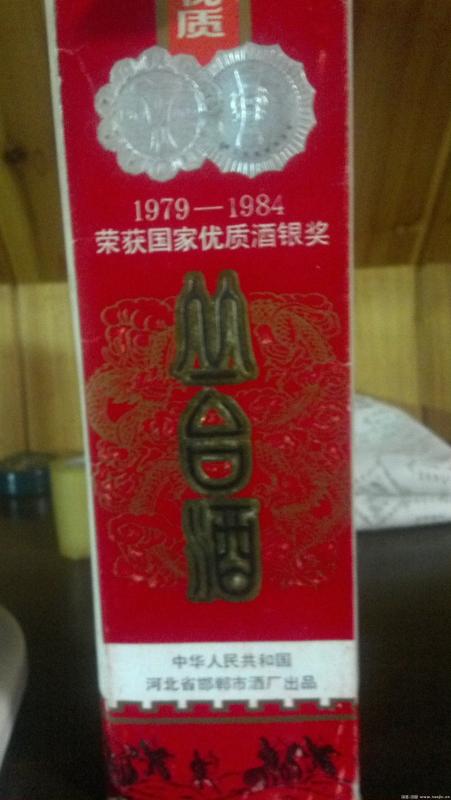 优质
1979—1984
荣获国家优质酒银奖
丛台酒
中华人民共和国
河北省邯郸市酒厂出品